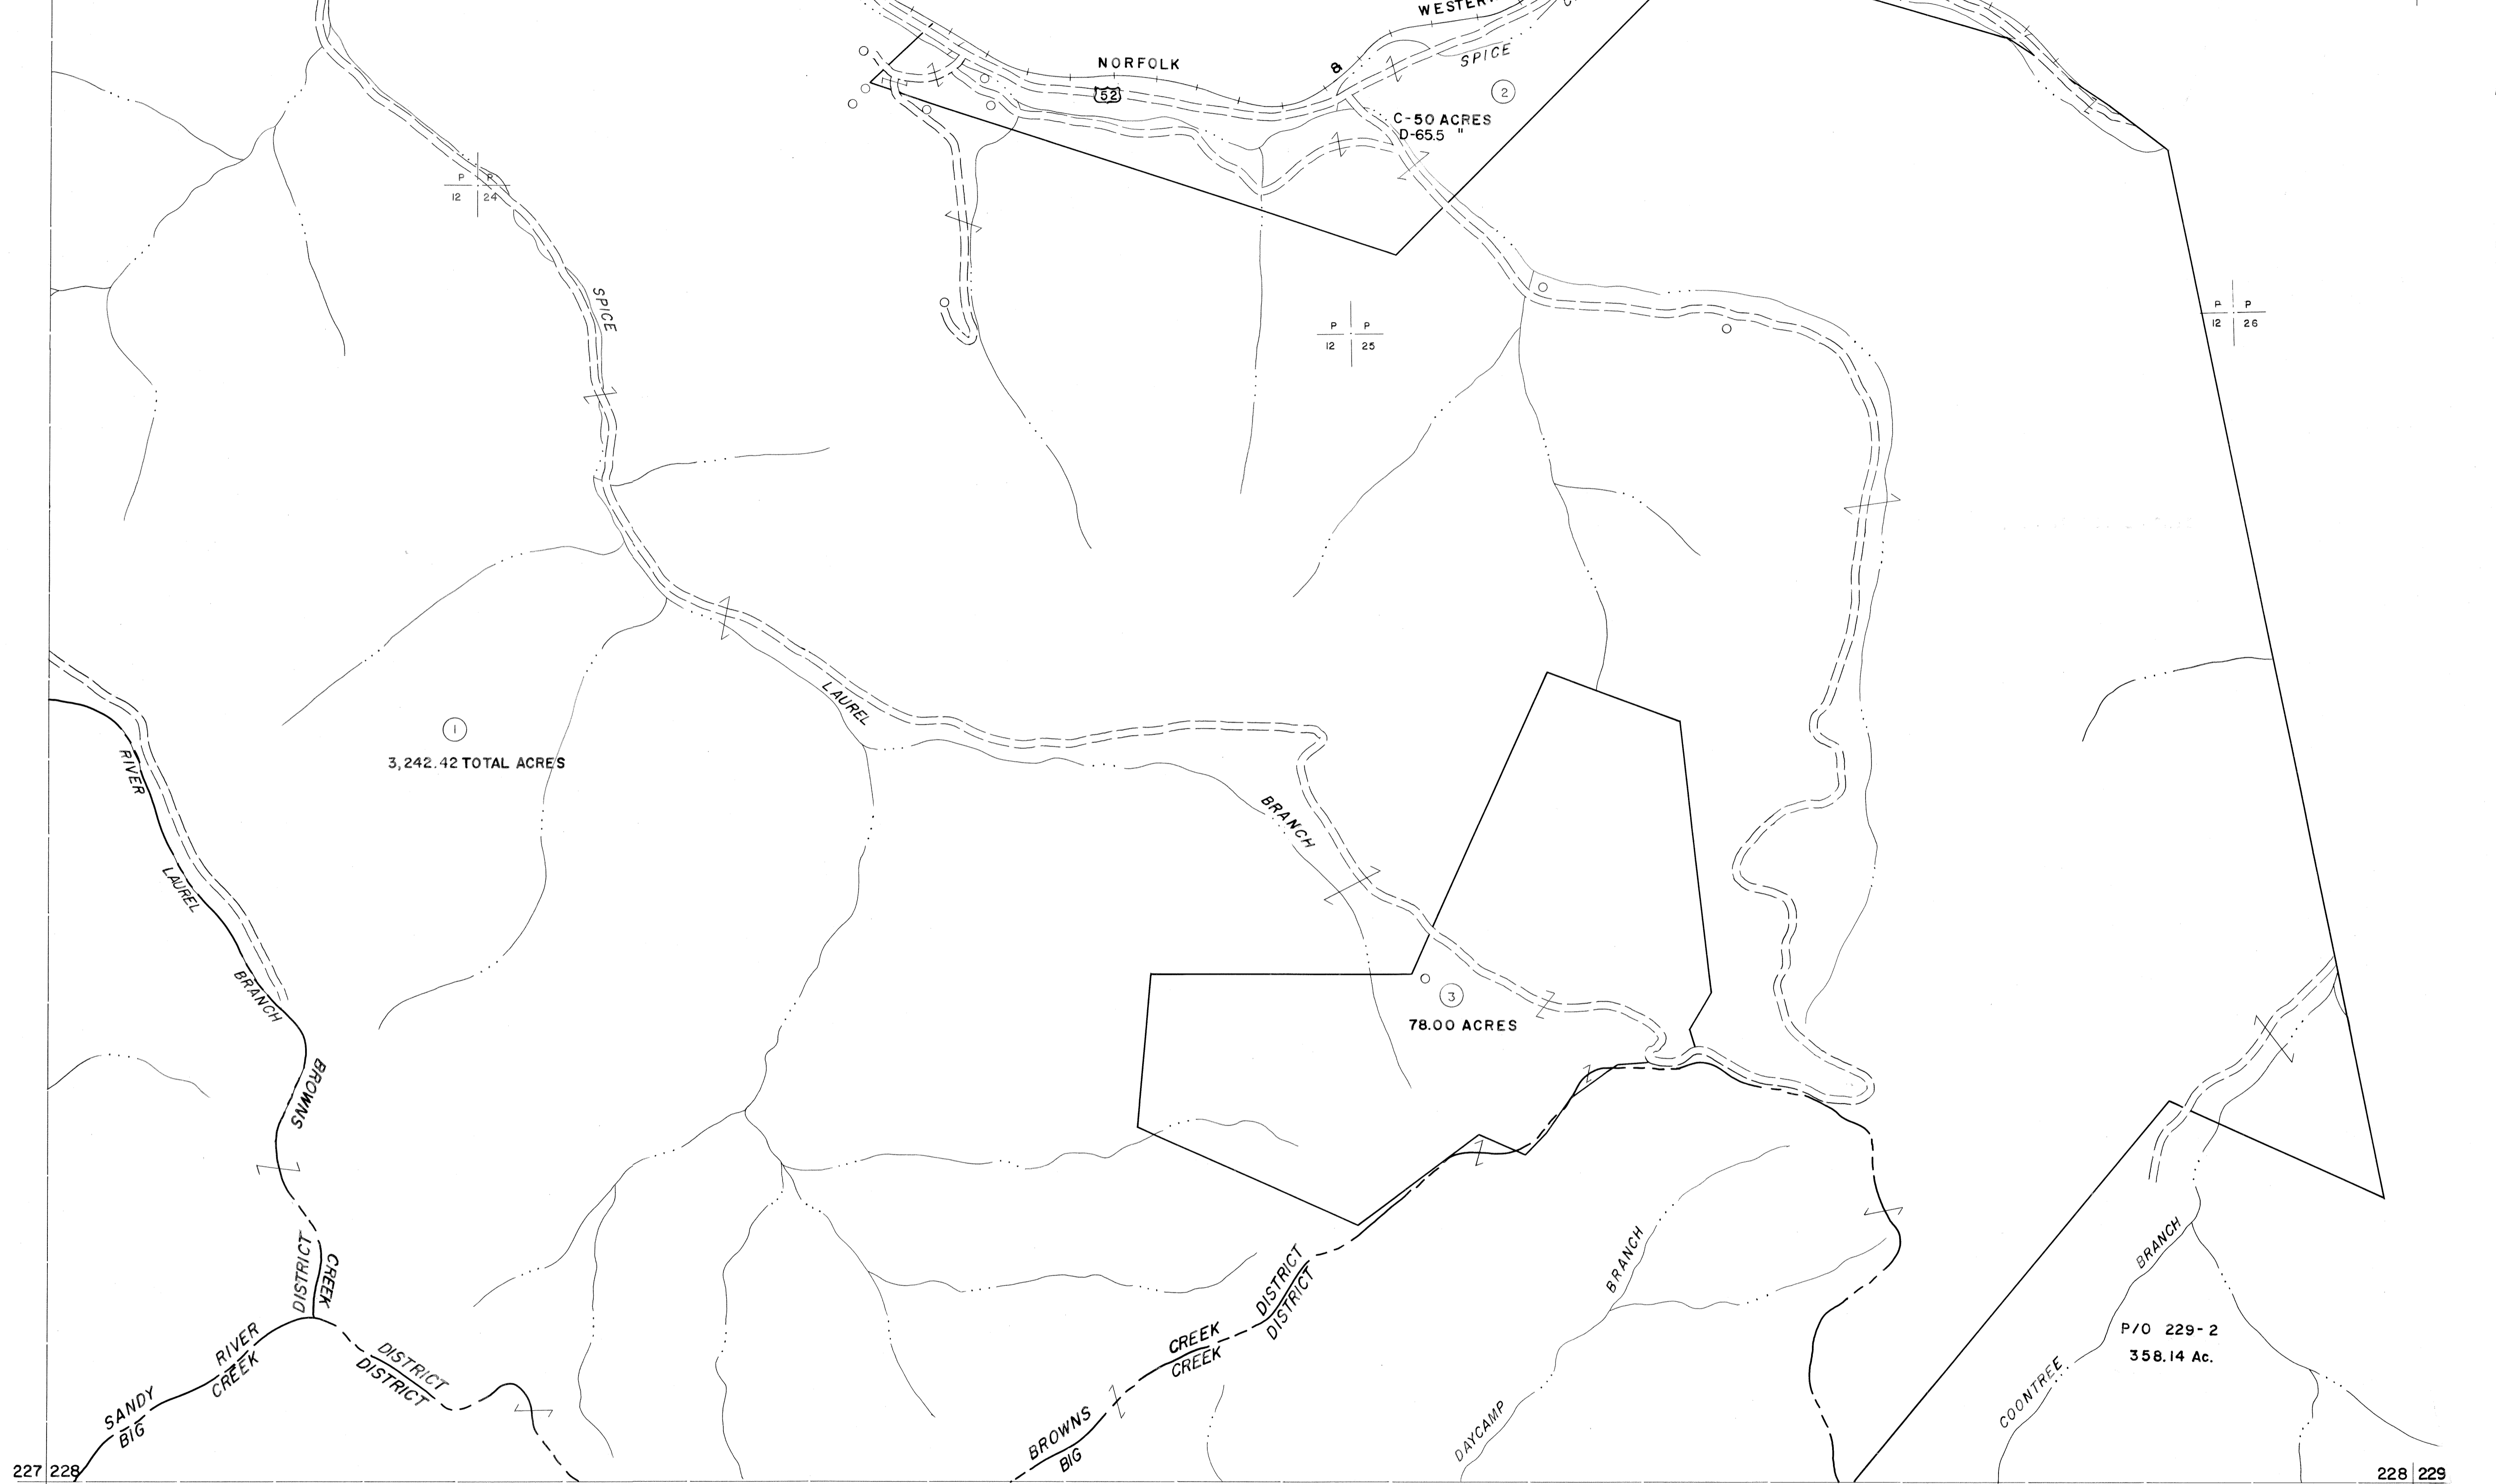 WESTER
NORFOLK
&
SPICE
52
2
C-50 ACRES
D-65.5 "
P P
12 24
SPICE
P P
12 25
P P
12 26
LAUREL
1
3,242.42 TOTAL ACRES
RIVER
LAUREL
BRANCH
BRANCH
3
78.00 ACRES
BROWNS
DISTRICT
CREEK
DISTRICT
DISTRICT
RIVER
CREEK
SANDY
BIG
DISTRICT
DISTRICT
CREEK
CREEK
BROWNS
BIG
BRANCH
DAYCAMP
BRANCH
COONTREE
P/O 229-2
358.14 Ac.
227 228
228 229